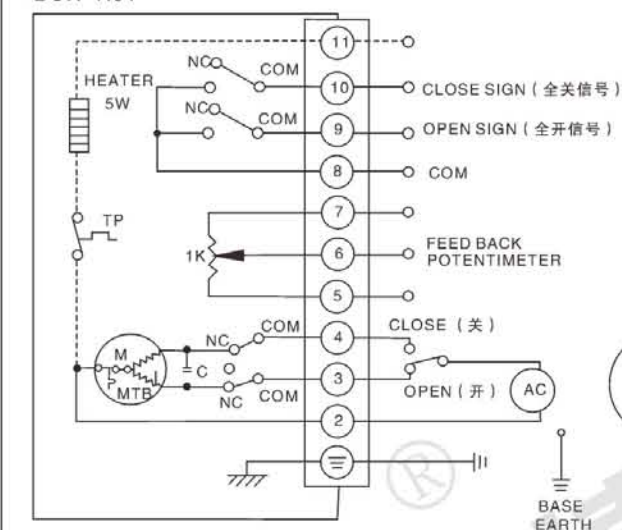 11
NC COM
HEATER
5W
10
CLOSE SIGN ( 全关信号 )
NC COM
9
OPEN SIGN ( 全开信号 )
8
COM
7
TP
1K
6
FEED BACK
POTENTIMETER
5
NC COM
4
CLOSE ( 关 )
M
C
MTB
3
NC COM
OPEN ( 开 )
AC
2
®
BASE
EARTH